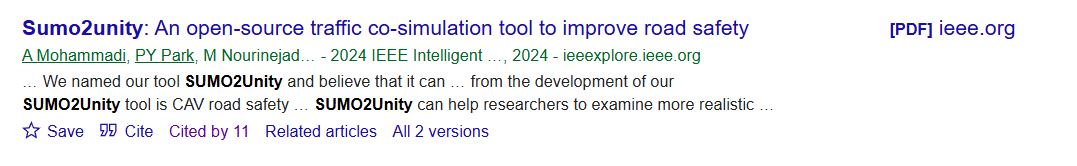 Sumo2unity: An open-source traffic co-simulation tool to improve road safety [PDF] ieee.org
A Mohammadi, PY Park, M Nourinejad… - 2024 IEEE Intelligent …, 2024 - ieeexplore.ieee.org
… We named our tool SUMO2Unity and believe that it can … from the development of our
SUMO2Unity tool is CAV road safety … SUMO2Unity can help researchers to examine more realistic …
Save Cite Cited by 11 Related articles All 2 versions